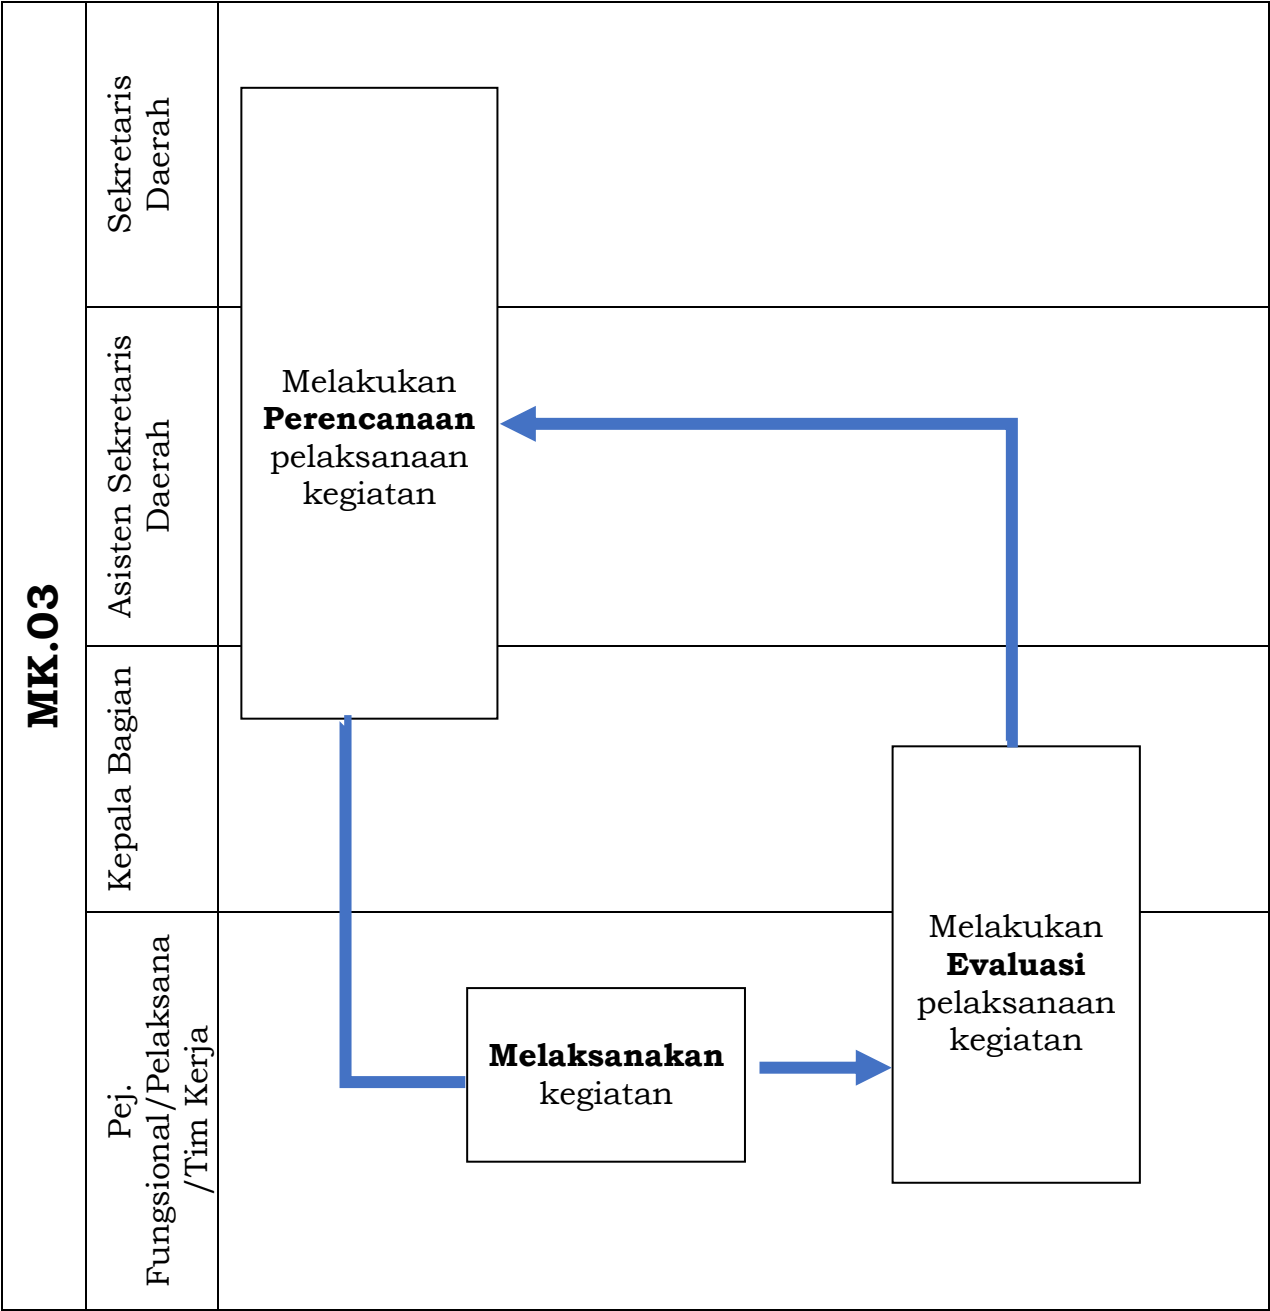 MK.03
Sekretaris
Daerah
Asisten Sekretaris
Daerah
Kepala Bagian
Pej.
Fungsional/Pelaksana
/Tim Kerja
Melakukan
Perencanaan
pelaksanaan
kegiatan
Melaksanakan
kegiatan
Melakukan
Evaluasi
pelaksanaan
kegiatan